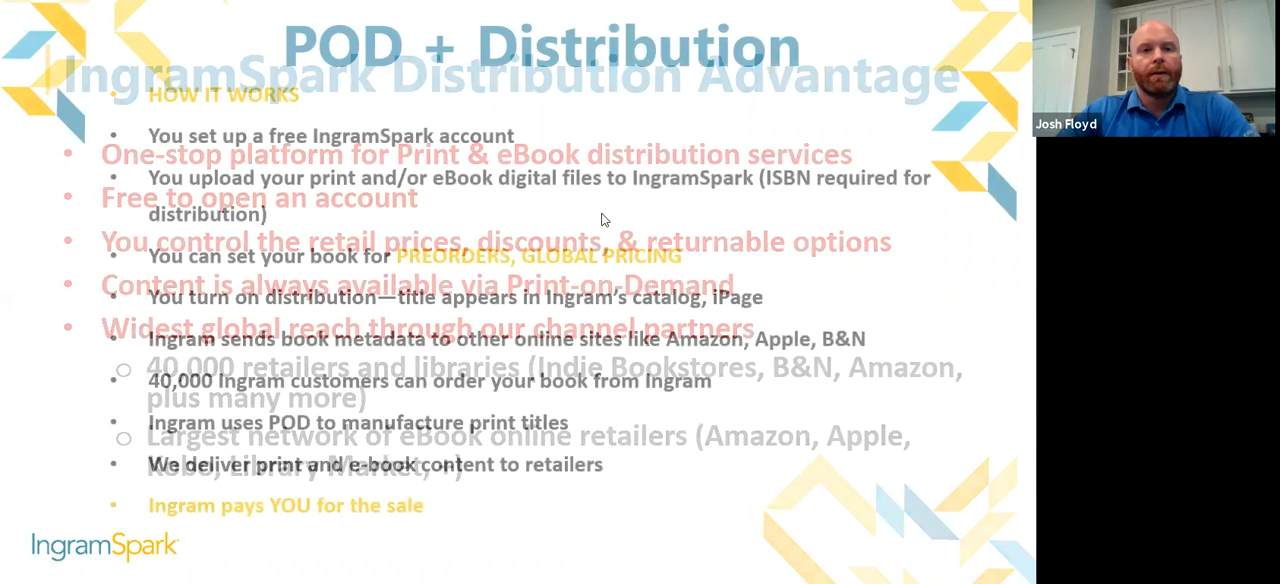 POD + Distribution
IngramSpark Distribution Advantage
• HOW IT WORKS
• You set up a free IngramSpark account
• One-stop platform for Print & eBook distribution services
• You upload your print and/or eBook digital files to IngramSpark (ISBN required for
distribution)
• Free to open an account
• You control the retail prices, discounts, & returnable options
• You can set your book for PREORDERS, GLOBAL PRICING
• Content is always available via Print-on-Demand
• You turn on distribution—title appears in Ingram's catalog, iPage
• Widest global reach through our channel partners
• Ingram sends book metadata to other online sites like Amazon, Apple, B&N
○ 40,000 retailers and libraries (Indie Bookstores, B&N, Amazon,
plus many more)
• 40,000 Ingram customers can order your book from Ingram
• Ingram uses POD to manufacture print titles
○ Largest network of eBook online retailers (Amazon, Apple,
Kobo, Library Market, +)
• We deliver print and e-book content to retailers
• Ingram pays YOU for the sale
IngramSpark
Josh Floyd